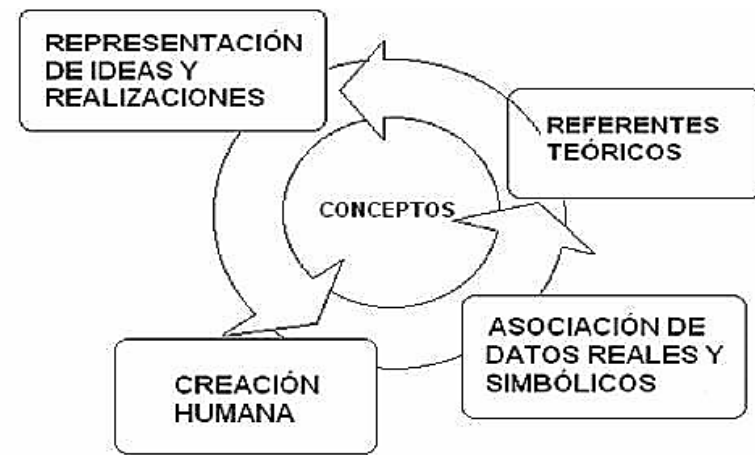 REPRESENTACIÓN
DE IDEAS Y
REALIZACIONES
REFERENTES
TEÓRICOS
CONCEPTOS
ASOCIACIÓN DE
DATOS REALES Y
SIMBÓLICOS
CREACIÓN
HUMANA